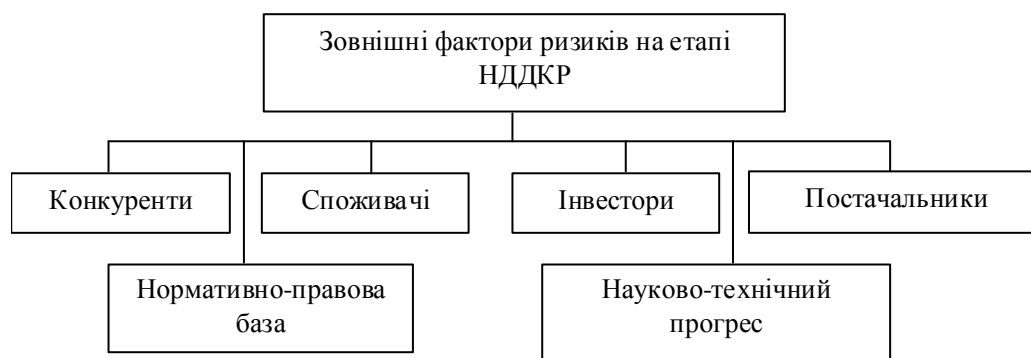 Зовнішні фактори ризиків на етапі
НДДКР
Конкуренти
Споживачі
Інвестори
Постачальники
Нормативно-правова
база
Науково-технічний
прогрес